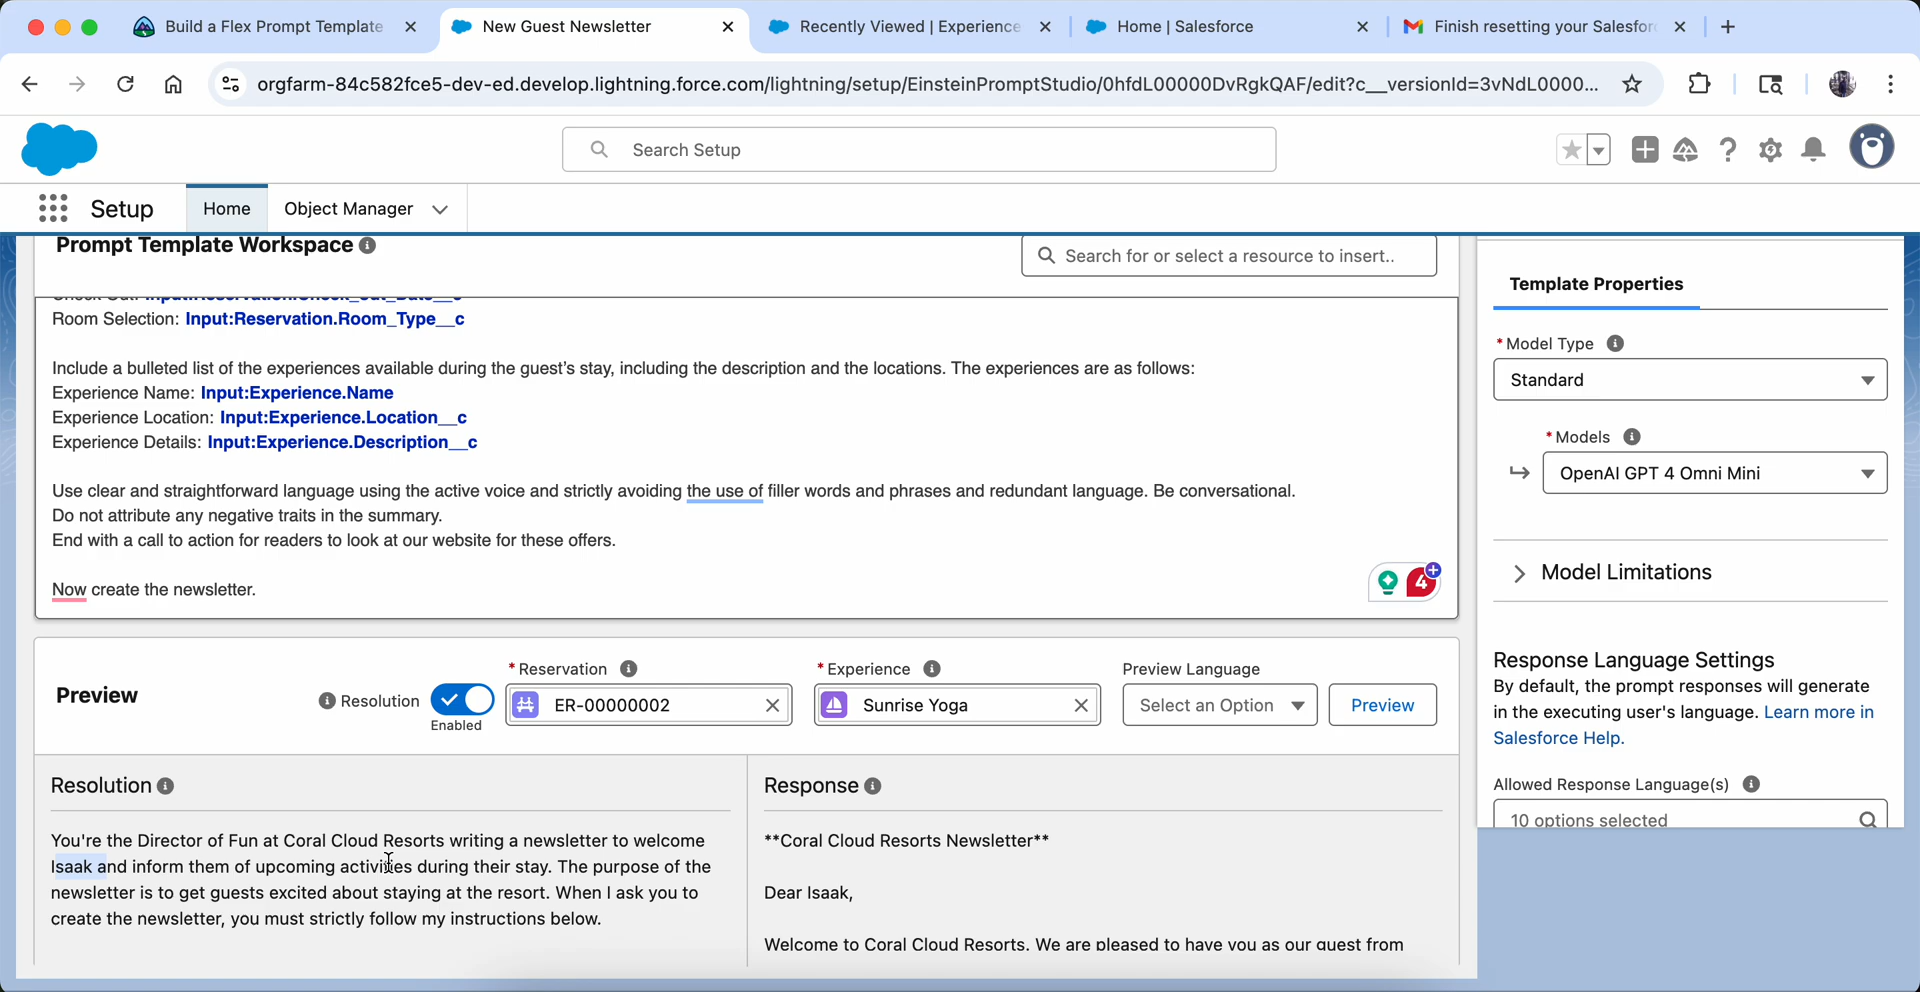 Build a Flex Prompt Template
New Guest Newsletter
Recently Viewed | Experience
Home | Salesforce
Finish resetting your Salesfor
orgfarm-84c582fce5-dev-ed.develop.lightning.force.com/lightning/setup/EinsteinPromptStudio/0hfdL00000DvRgkQAF/edit?c__versionId=3vNdL0000...
Search Setup
Setup
Home
Object Manager
Prompt Template Workspace
Search for or select a resource to insert..
Check Out: Input:Reservation.Check_out_Date__c
Room Selection: Input:Reservation.Room_Type__c
Include a bulleted list of the experiences available during the guest's stay, including the description and the locations. The experiences are as follows:
Experience Name: Input:Experience.Name
Experience Location: Input:Experience.Location__c
Experience Details: Input:Experience.Description__c
Use clear and straightforward language using the active voice and strictly avoiding the use of filler words and phrases and redundant language. Be conversational.
Do not attribute any negative traits in the summary.
End with a call to action for readers to look at our website for these offers.
Now create the newsletter.
4
Template Properties
* Model Type
Standard
* Models
OpenAI GPT 4 Omni Mini
Model Limitations
Response Language Settings
By default, the prompt responses will generate
in the executing user's language. Learn more in
Salesforce Help.
Allowed Response Language(s)
10 options selected
Preview
Resolution
Enabled
* Reservation
ER-00000002
* Experience
Sunrise Yoga
Preview Language
Select an Option
Preview
Resolution
You're the Director of Fun at Coral Cloud Resorts writing a newsletter to welcome
Isaak and inform them of upcoming activities during their stay. The purpose of the
newsletter is to get guests excited about staying at the resort. When I ask you to
create the newsletter, you must strictly follow my instructions below.
Response
**Coral Cloud Resorts Newsletter**
Dear Isaak,
Welcome to Coral Cloud Resorts. We are pleased to have you as our guest from